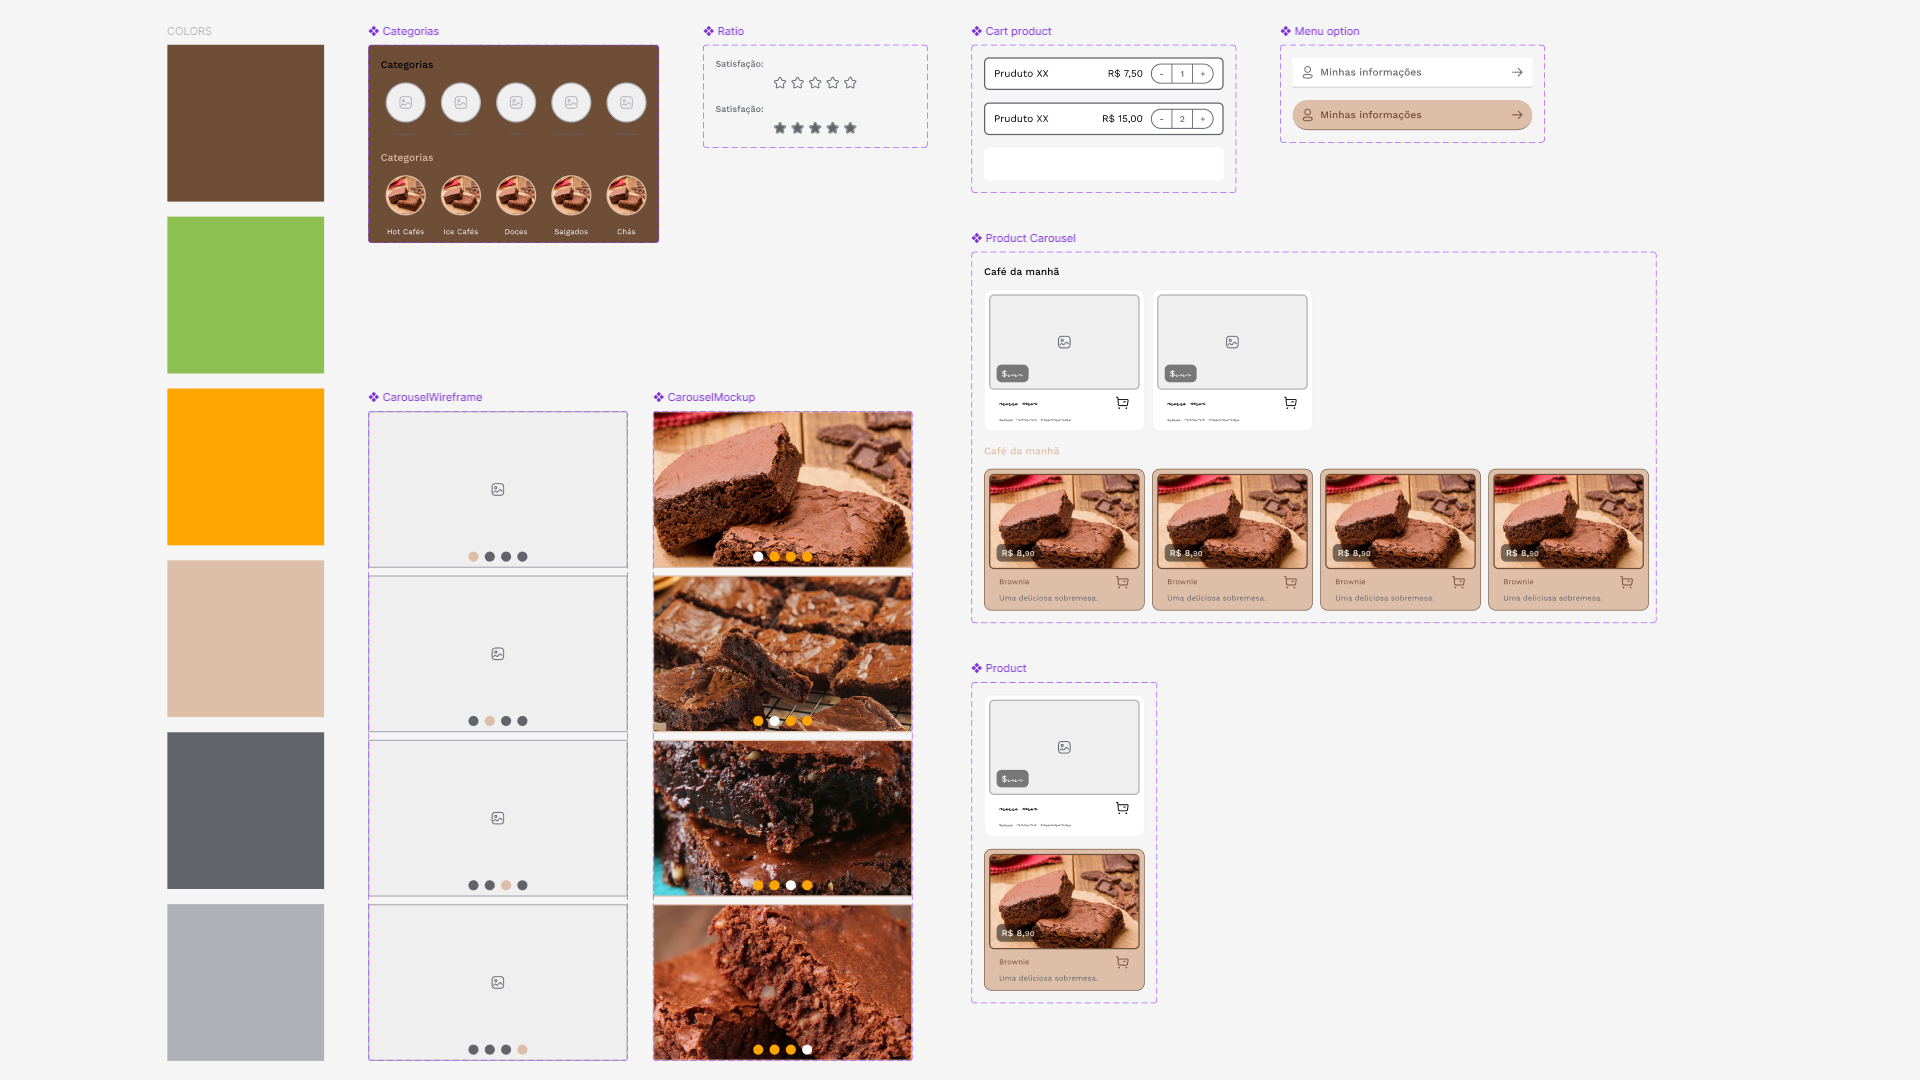 COLORS
Categorias
Categorias
Categorias
Hot Cafés
Ice Cafés
Doces
Salgados
Chás
Ratio
Satisfação:
Satisfação:
Cart product
Pruduto XX
R$ 7,50
-
1
+
Pruduto XX
R$ 15,00
-
2
+
Menu option
Minhas informações
Minhas informações
Product Carousel
Café da manhã
$
$
Café da manhã
R$ 8,90
Brownie
Uma deliciosa sobremesa.
R$ 8,90
Brownie
Uma deliciosa sobremesa.
R$ 8,90
Brownie
Uma deliciosa sobremesa.
R$ 8,90
Brownie
Uma deliciosa sobremesa.
CarouselWireframe
CarouselMockup
Product
$
R$ 8,90
Brownie
Uma deliciosa sobremesa.